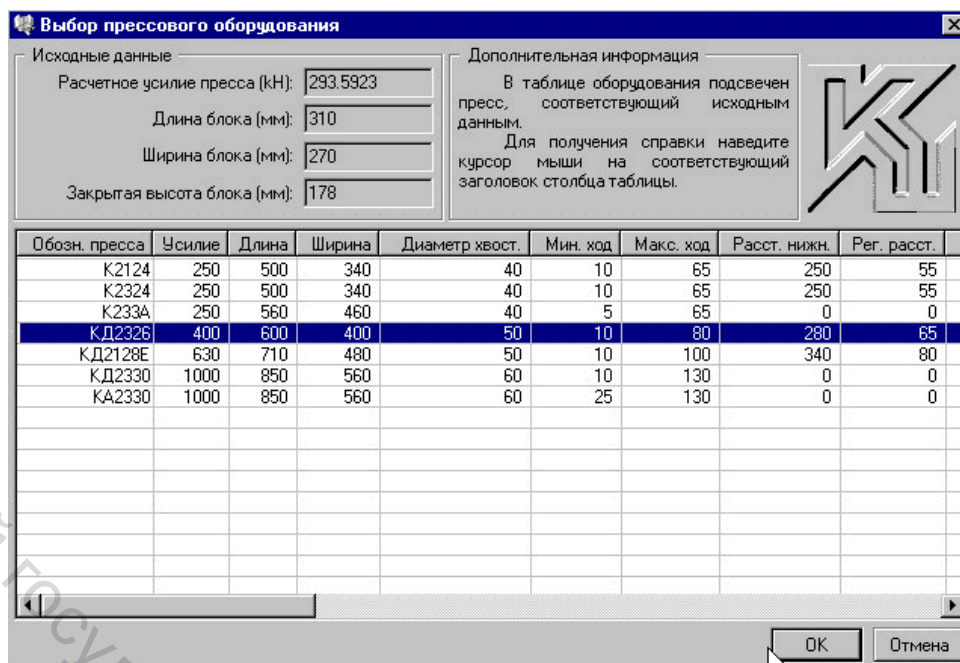 Выбор прессового оборудования
Исходные данные
Расчетное усилие пресса (kH): 293.5923
Длина блока (мм): 310
Ширина блока (мм): 270
Закрытая высота блока (мм): 178
Дополнительная информация
В таблице оборудования подсвечен
пресс, соответствующий исходным
данным.
Для получения справки наведите
курсор мыши на соответствующий
заголовок столбца таблицы.
Обозн. пресса Усилие Длина Ширина Диаметр хвост. Мин. ход Макс. ход Расст. нижн. Рег. расст.
К2124 250 500 340 40 10 65 250 55
К2324 250 500 340 40 10 65 250 55
К233А 250 560 460 40 5 65 0 0
КД2326 400 600 400 50 10 80 280 65
КД2128Е 630 710 480 50 10 100 340 80
КД2330 1000 850 560 60 10 130 0 0
КА2330 1000 850 560 60 25 130 0 0
OK Отмена